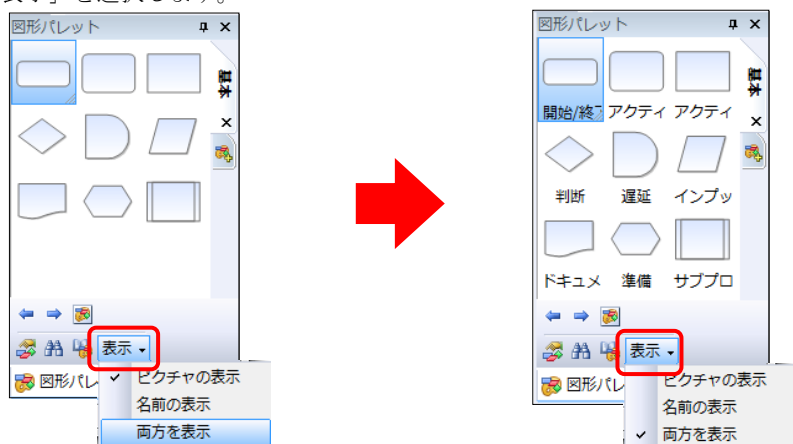 表示」を選択します。
図形パレット
基本
表示
図形パレ
ピクチャの表示
名前の表示
両方を表示
図形パレット
基本
開始/終了 アクティ アクティ
判断 遅延 インプッ
ドキュメ 準備 サブプロ
表示
図形パレ
ピクチャの表示
名前の表示
両方を表示